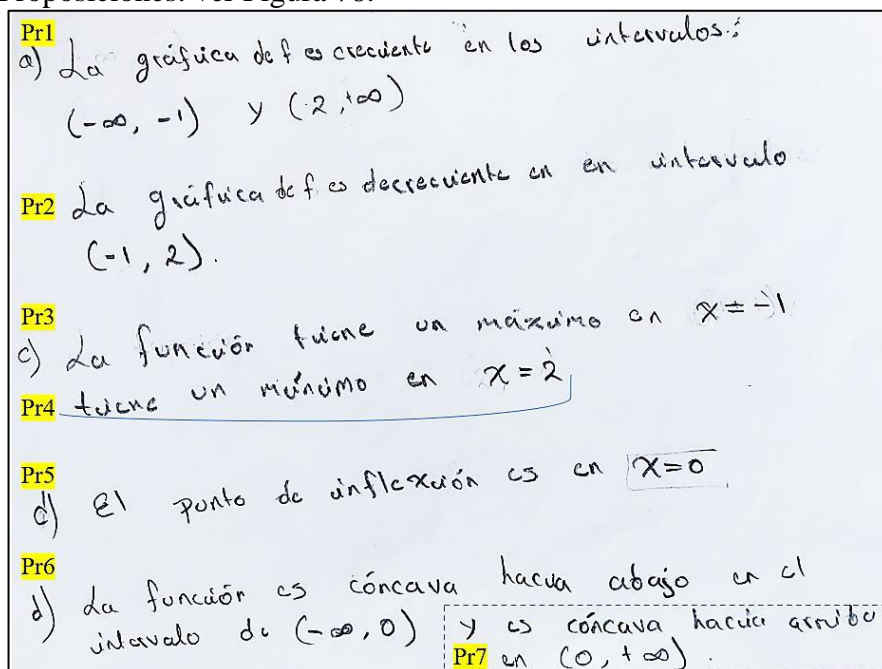 Proposiciones. Ver Figura 78.
Pr1
a) La gráfica de f es creciente en los intervalos:
(-∞, -1) y (2, +∞)
Pr2 La gráfica de f es decreciente en en intervalo
(-1, 2).
Pr3
c) La función tiene un máximo en x = -1
Pr4 tiene un mínimo en x = 2
Pr5
d) El punto de inflexión es en x=0
Pr6
d) La función es cóncava hacia abajo en el
intervalo de (-∞, 0) y es cóncava hacia arriba
Pr7 en (0, +∞).